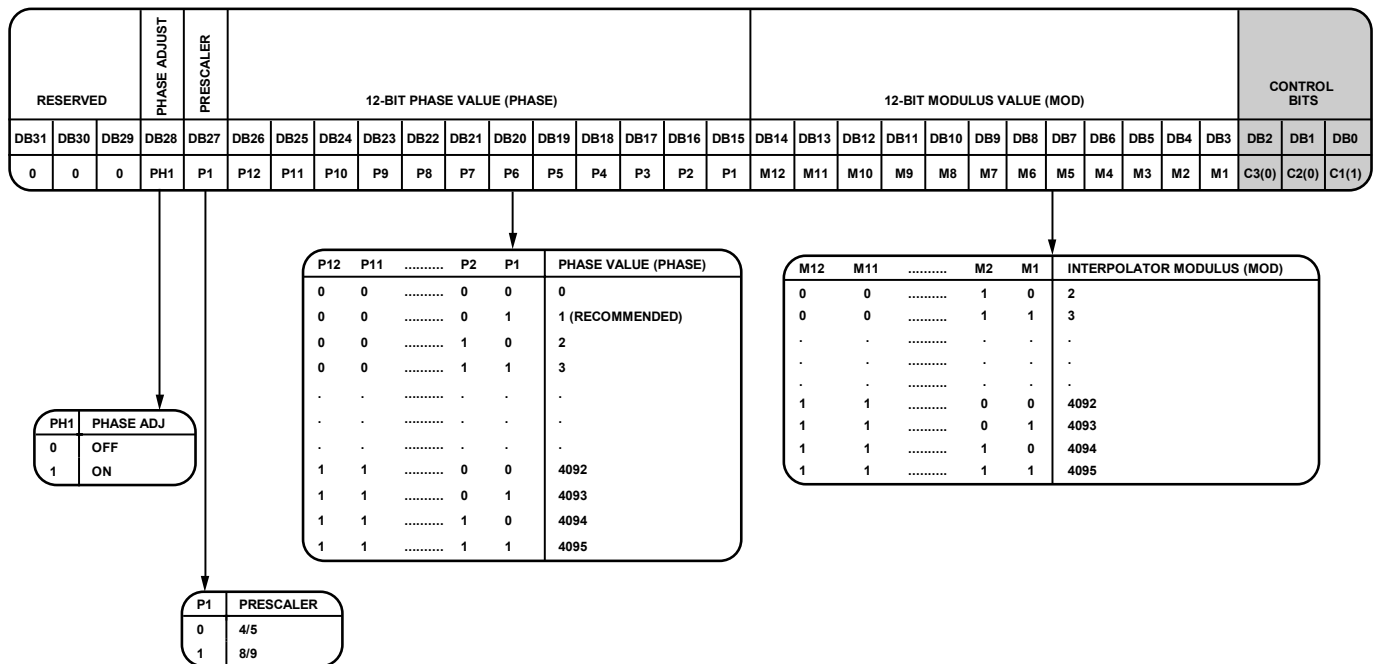 RESERVED PHASE ADJUST PRESCALER 12-BIT PHASE VALUE (PHASE) 12-BIT MODULUS VALUE (MOD) CONTROL BITS
DB31 DB30 DB29 DB28 DB27 DB26 DB25 DB24 DB23 DB22 DB21 DB20 DB19 DB18 DB17 DB16 DB15 DB14 DB13 DB12 DB11 DB10 DB9 DB8 DB7 DB6 DB5 DB4 DB3 DB2 DB1 DB0
0 0 0 PH1 P1 P12 P11 P10 P9 P8 P7 P6 P5 P4 P3 P2 P1 M12 M11 M10 M9 M8 M7 M6 M5 M4 M3 M2 M1 C3(0) C2(0) C1(1)
P12 P11 .......... P2 P1 PHASE VALUE (PHASE)
0 0 .......... 0 0 0
0 0 .......... 0 1 1 (RECOMMENDED)
0 0 .......... 1 0 2
0 0 .......... 1 1 3
. . .......... . . .
. . .......... . . .
. . .......... . . .
1 1 .......... 0 0 4092
1 1 .......... 0 1 4093
1 1 .......... 1 0 4094
1 1 .......... 1 1 4095
M12 M11 .......... M2 M1 INTERPOLATOR MODULUS (MOD)
0 0 .......... 1 0 2
0 0 .......... 1 1 3
. . .......... . . .
. . .......... . . .
. . .......... . . .
1 1 .......... 0 0 4092
1 1 .......... 0 1 4093
1 1 .......... 1 0 4094
1 1 .......... 1 1 4095
PH1 PHASE ADJ
0 OFF
1 ON
P1 PRESCALER
0 4/5
1 8/9